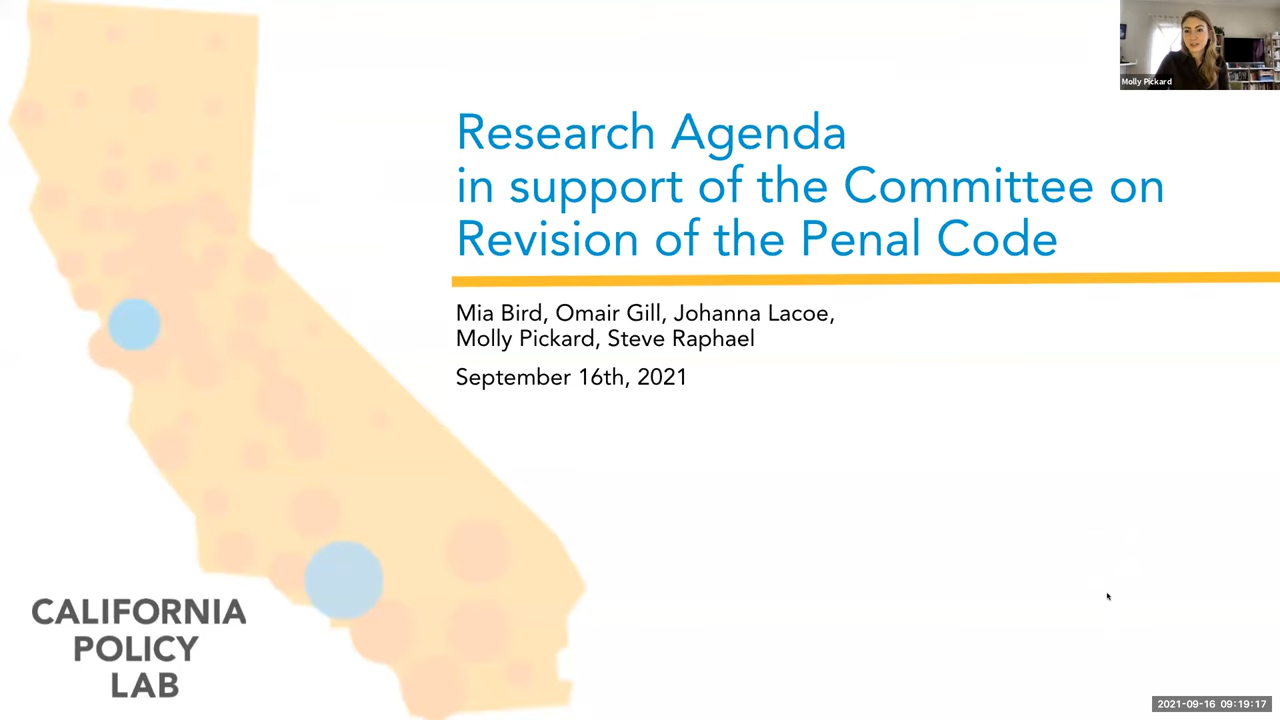 Molly Pickard
Research Agenda
in support of the Committee on
Revision of the Penal Code
Mia Bird, Omair Gill, Johanna Lacoe,
Molly Pickard, Steve Raphael
September 16th, 2021
CALIFORNIA
POLICY
LAB
2021-09-16 09:19:17